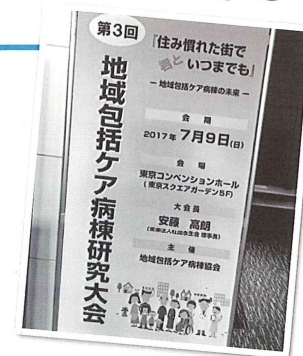 第3回
地域包括ケア病棟研究大会
『住み慣れた街で
君と いつまでも』
－ 地域包括ケア病棟の未来 －
会 期
2017年 7月9日(日)
会 場
東京コンベンションホール
(東京スクエアガーデン5F)
大会長
安藤 高朗
主 催
地域包括ケア病棟協会